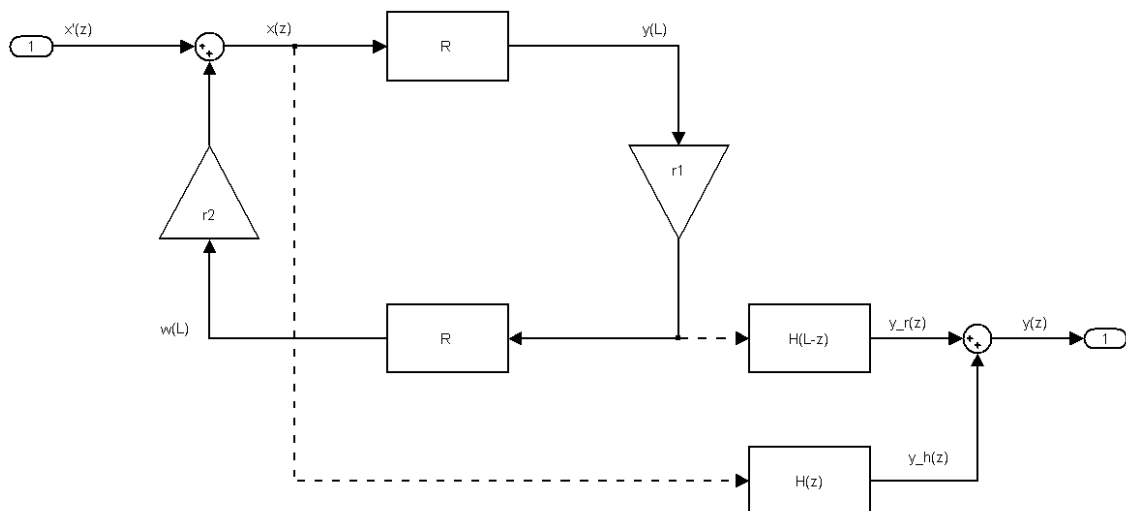 x'(z)
x(z)
y(L)
1
+
+
R
r1
r2
w(L)
R
H(L-z)
y_r(z)
y(z)
+
+
1
y_h(z)
H(z)